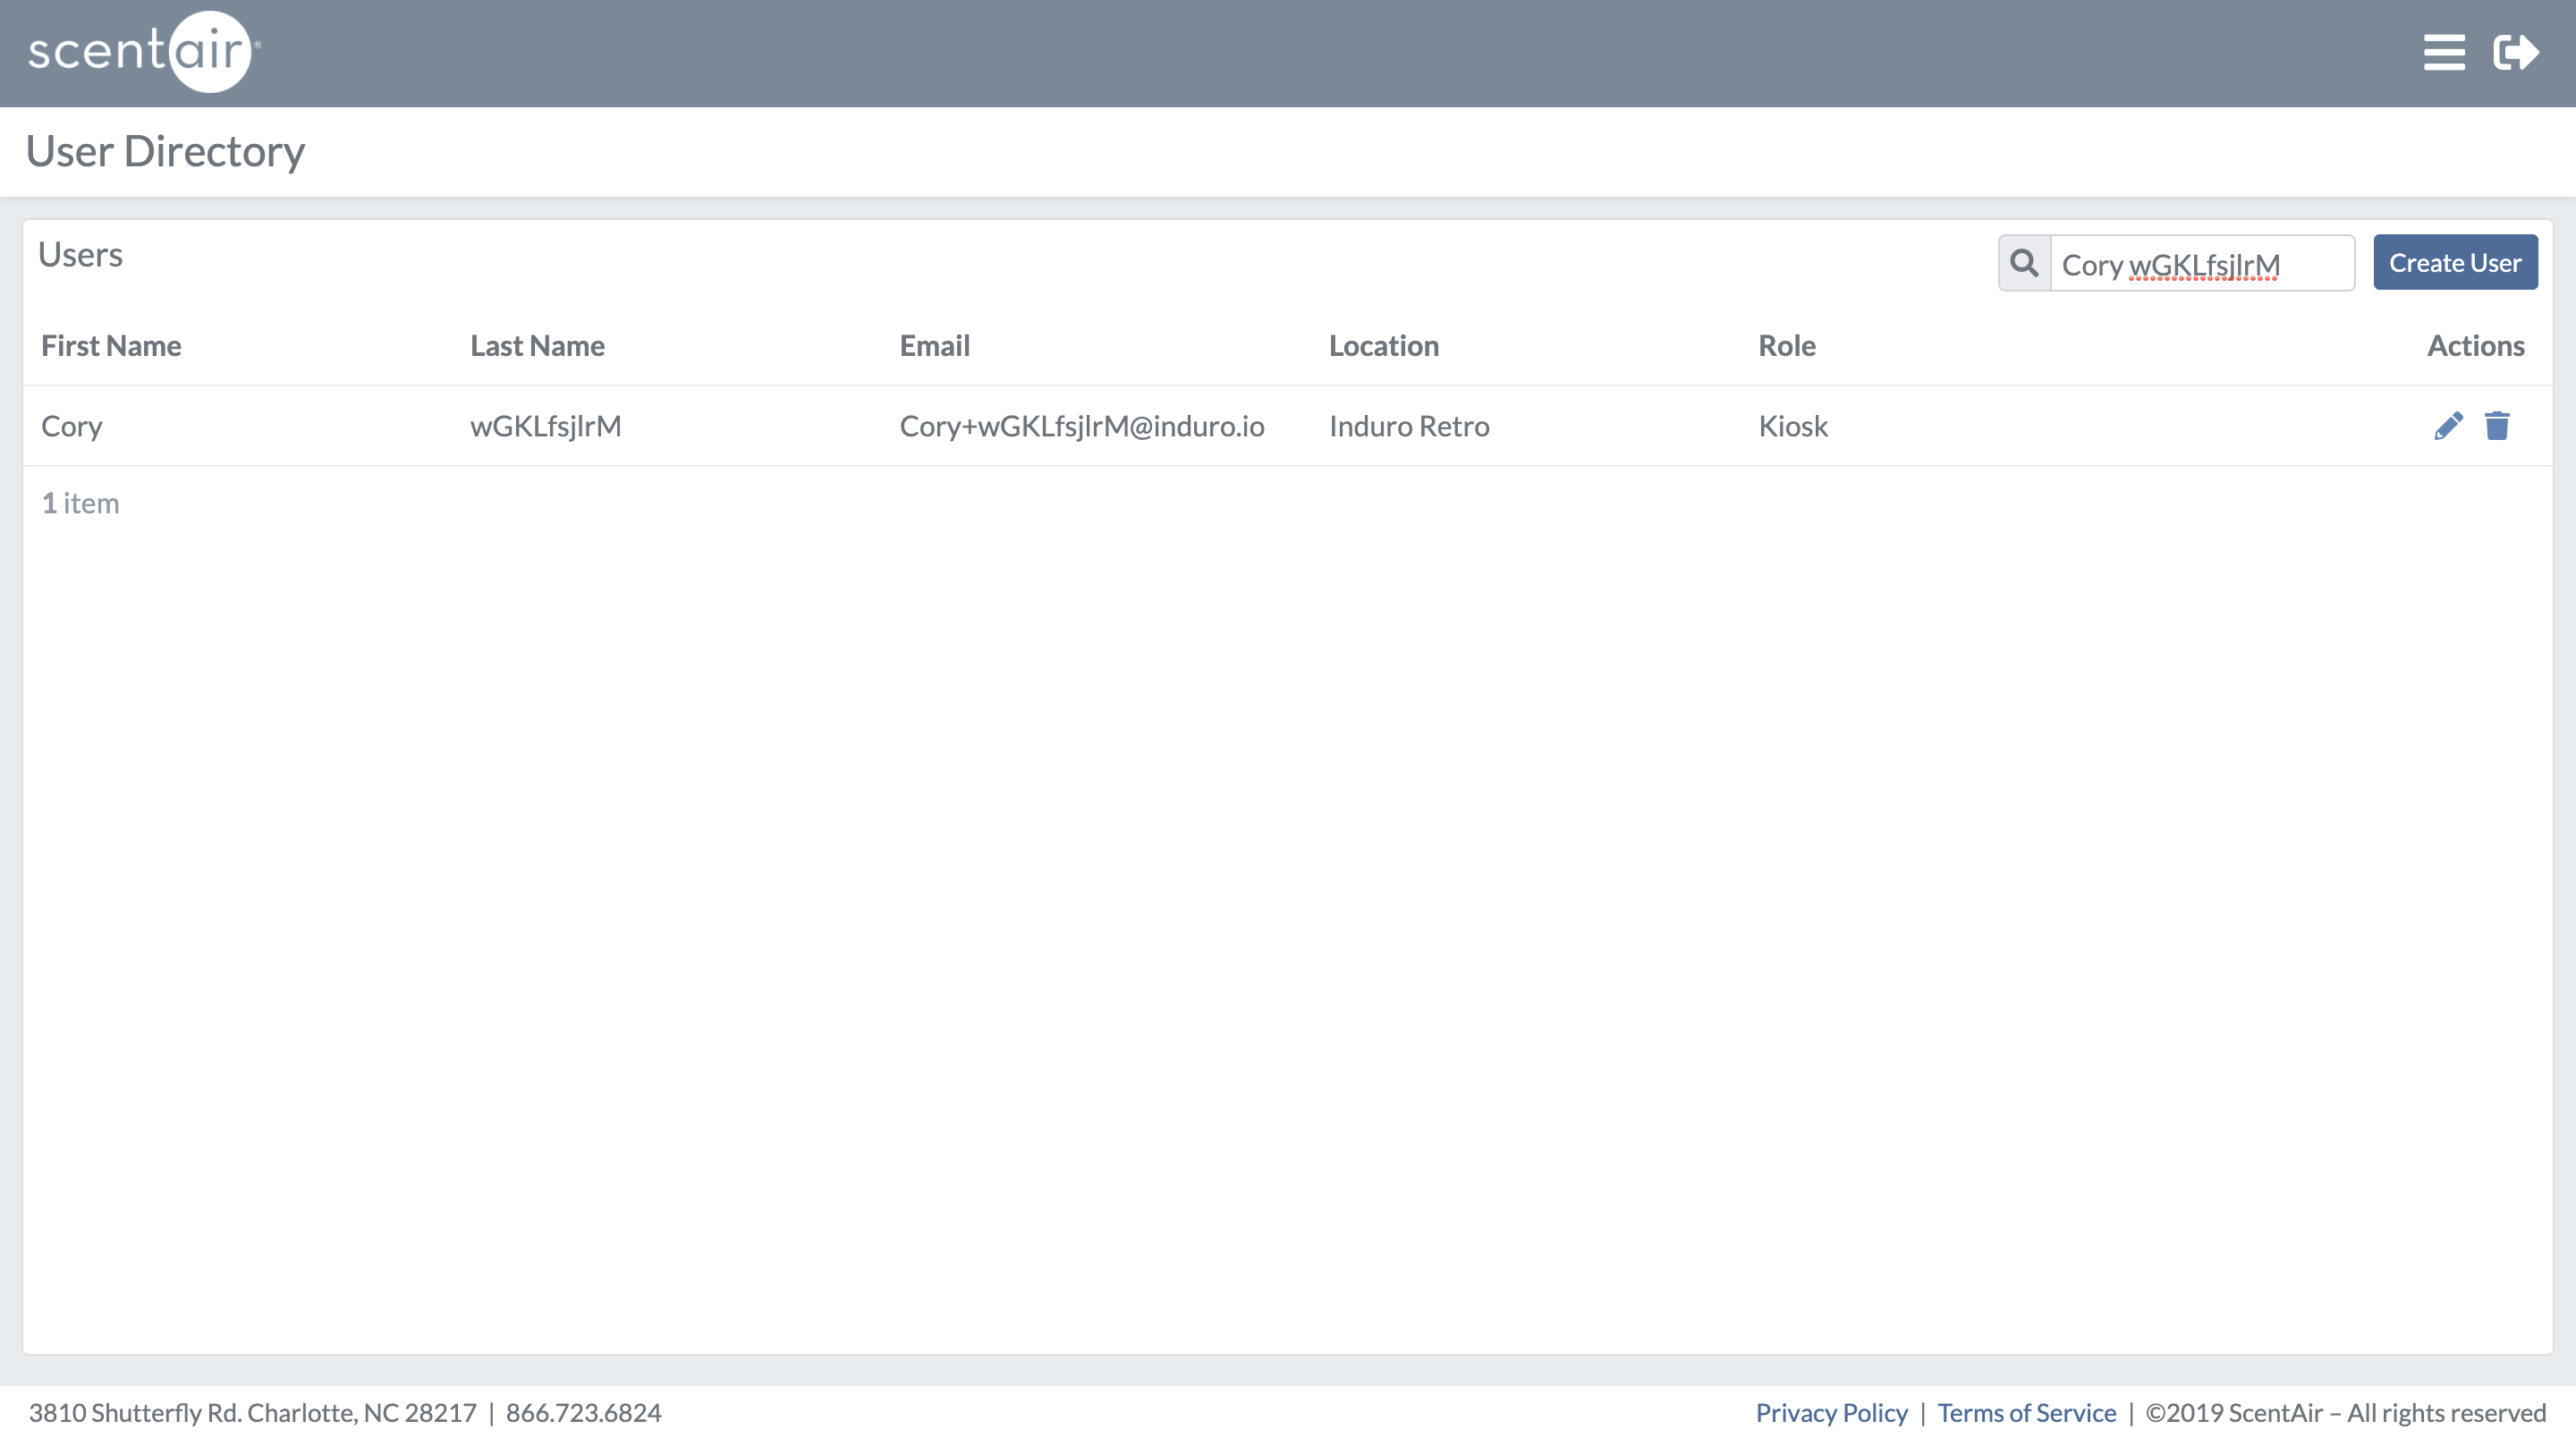 scentair®
User Directory
Users
Cory wGKLfsjlrM
Create User
First Name Last Name Email Location Role Actions
Cory wGKLfsjlrM Cory+wGKLfsjlrM@induro.io Induro Retro Kiosk
1 item
3810 Shutterfly Rd. Charlotte, NC 28217 | 866.723.6824
Privacy Policy | Terms of Service | ©2019 ScentAir – All rights reserved